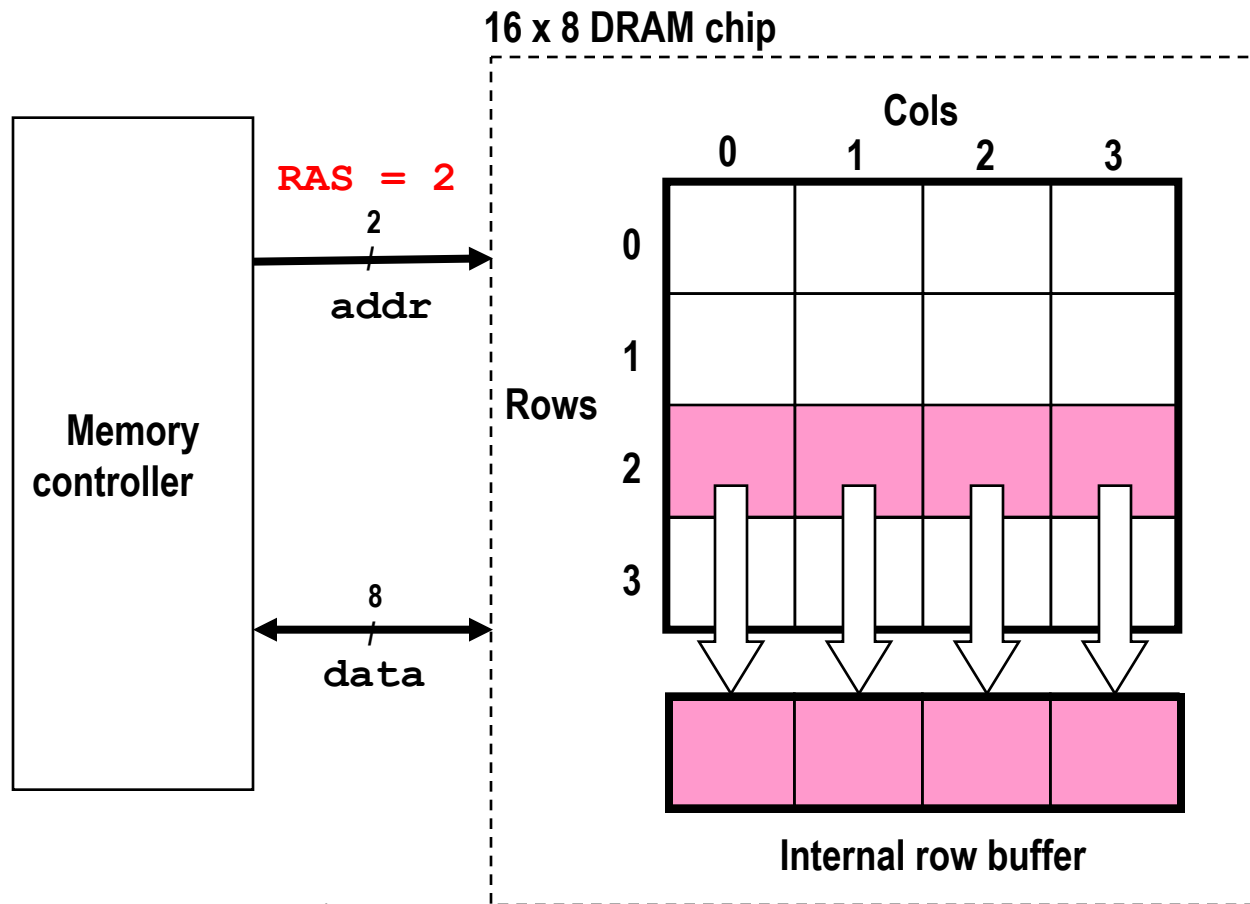 16 x 8 DRAM chip
Cols
0 1 2 3
RAS = 2
2
addr
0
1
Rows
2
3
Memory
controller
8
data
Internal row buffer